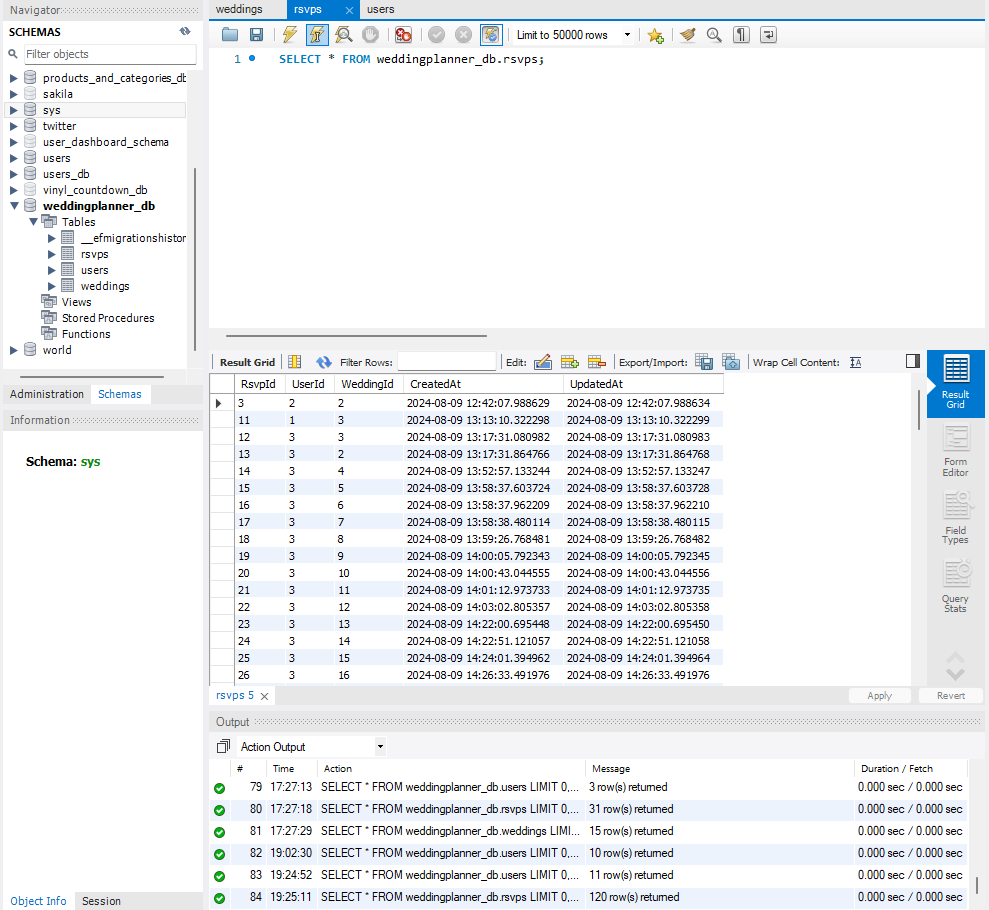 Navigator
SCHEMAS
Filter objects
products_and_categories_db
sakila
sys
twitter
user_dashboard_schema
users
users_db
vinyl_countdown_db
weddingplanner_db
Tables
__efmigrationshistor
rsvps
users
weddings
Views
Stored Procedures
Functions
world
Administration Schemas
Information
Schema: sys
Object Info Session
weddings rsvps users
Limit to 50000 rows
1 SELECT * FROM weddingplanner_db.rsvps;
Result Grid Filter Rows: Edit: Export/Import: Wrap Cell Content:
RsvpId UserId WeddingId CreatedAt UpdatedAt
3 2 2 2024-08-09 12:42:07.988629 2024-08-09 12:42:07.988634
11 1 3 2024-08-09 13:13:10.322298 2024-08-09 13:13:10.322299
12 3 3 2024-08-09 13:17:31.080982 2024-08-09 13:17:31.080983
13 3 2 2024-08-09 13:17:31.864766 2024-08-09 13:17:31.864768
14 3 4 2024-08-09 13:52:57.133244 2024-08-09 13:52:57.133247
15 3 5 2024-08-09 13:58:37.603724 2024-08-09 13:58:37.603728
16 3 6 2024-08-09 13:58:37.962209 2024-08-09 13:58:37.962210
17 3 7 2024-08-09 13:58:38.480114 2024-08-09 13:58:38.480115
18 3 8 2024-08-09 13:59:26.768481 2024-08-09 13:59:26.768482
19 3 9 2024-08-09 14:00:05.792343 2024-08-09 14:00:05.792345
20 3 10 2024-08-09 14:00:43.044555 2024-08-09 14:00:43.044556
21 3 11 2024-08-09 14:01:12.973733 2024-08-09 14:01:12.973735
22 3 12 2024-08-09 14:03:02.805357 2024-08-09 14:03:02.805358
23 3 13 2024-08-09 14:22:00.695448 2024-08-09 14:22:00.695450
24 3 14 2024-08-09 14:22:51.121057 2024-08-09 14:22:51.121058
25 3 15 2024-08-09 14:24:01.394962 2024-08-09 14:24:01.394964
26 3 16 2024-08-09 14:26:33.491976 2024-08-09 14:26:33.491976
Result
Grid
Form
Editor
Field
Types
Query
Stats
rsvps 5 Apply Revert
Output
Action Output
# Time Action Message Duration / Fetch
79 17:27:13 SELECT * FROM weddingplanner_db.users LIMIT 0,... 3 row(s) returned 0.000 sec / 0.000 sec
80 17:27:18 SELECT * FROM weddingplanner_db.rsvps LIMIT 0,... 31 row(s) returned 0.000 sec / 0.000 sec
81 17:27:29 SELECT * FROM weddingplanner_db.weddings LIMI... 15 row(s) returned 0.000 sec / 0.000 sec
82 19:02:30 SELECT * FROM weddingplanner_db.users LIMIT 0,... 10 row(s) returned 0.000 sec / 0.000 sec
83 19:24:52 SELECT * FROM weddingplanner_db.users LIMIT 0,... 11 row(s) returned 0.000 sec / 0.000 sec
84 19:25:11 SELECT * FROM weddingplanner_db.rsvps LIMIT 0,... 120 row(s) returned 0.000 sec / 0.000 sec